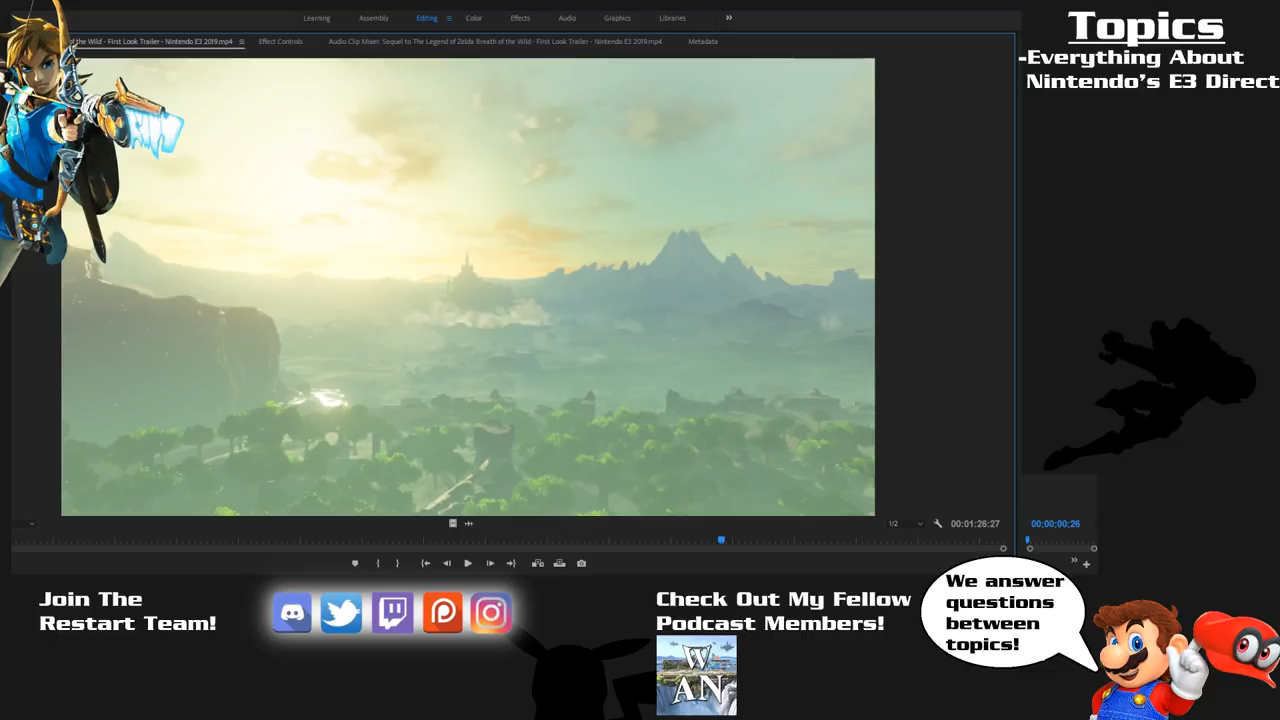 Learning Assembly Editing Color Effects Audio Graphics Libraries
of the Wild - First Look Trailer - Nintendo E3 2019.mp4 Effect Controls Audio Clip Mixer: Sequel to The Legend of Zelda Breath of the Wild - First Look Trailer - Nintendo E3 2019.mp4 Metadata
Topics
-Everything About
Nintendo's E3 Direct
1/2 00:01:26:27 00;00;00;26
Join The
Restart Team!
Check Out My Fellow
Podcast Members!
W
AN
We answer
questions
between
topics!